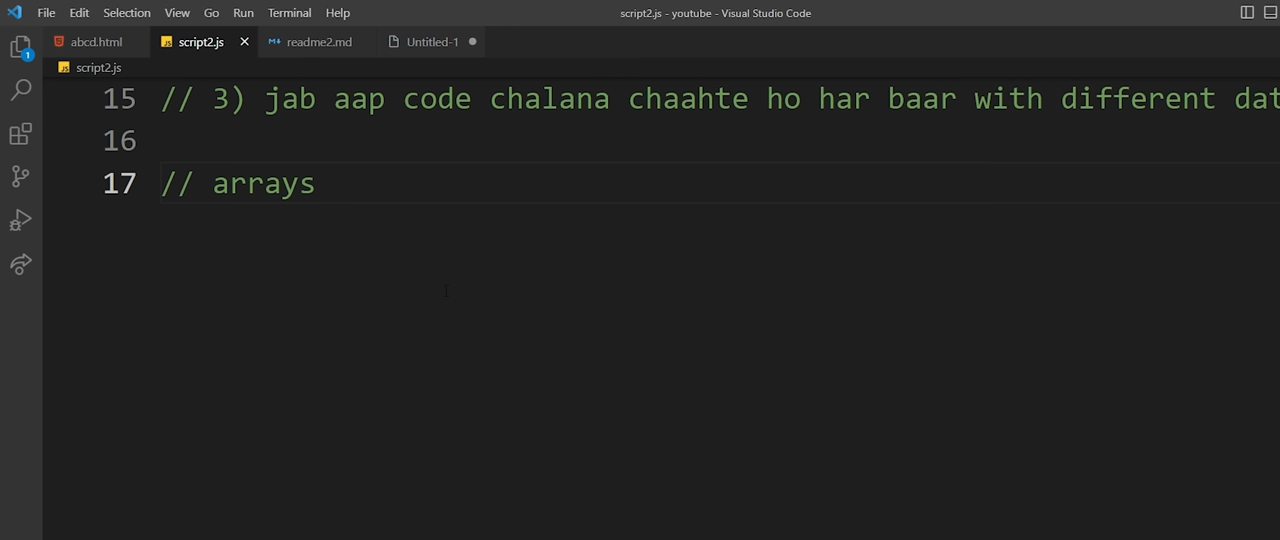 File Edit Selection View Go Run Terminal Help
script2.js - youtube - Visual Studio Code
abcd.html script2.js readme2.md Untitled-1
script2.js
1
15 // 3) jab aap code chalana chaahte ho har baar with different dat
16
17 // arrays